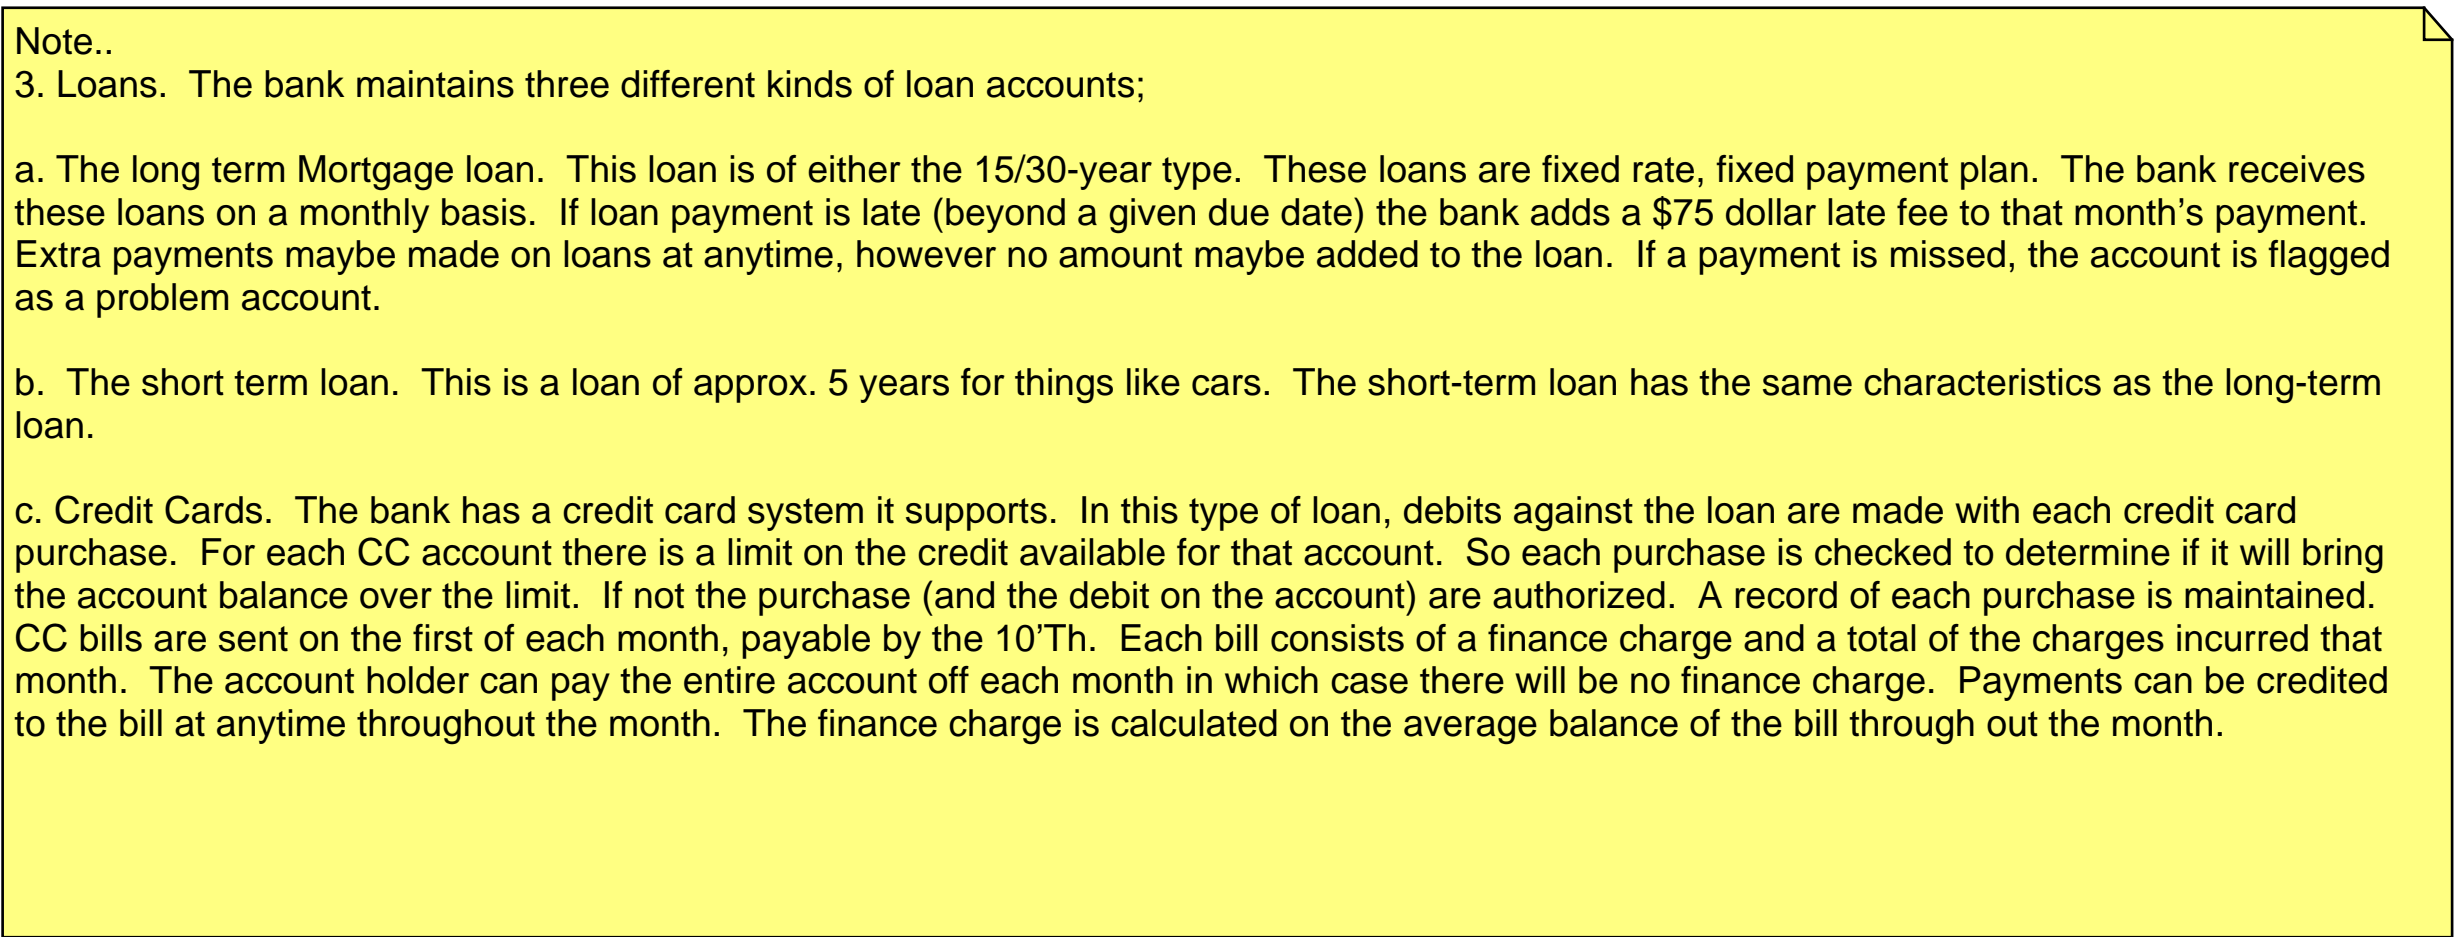 Note..
3. Loans.  The bank maintains three different kinds of loan accounts;
a. The long term Mortgage loan.  This loan is of either the 15/30-year type.  These loans are fixed rate, fixed payment plan.  The bank receives
these loans on a monthly basis.  If loan payment is late (beyond a given due date) the bank adds a $75 dollar late fee to that month’s payment.
Extra payments maybe made on loans at anytime, however no amount maybe added to the loan.  If a payment is missed, the account is flagged
as a problem account.
b.  The short term loan.  This is a loan of approx. 5 years for things like cars.  The short-term loan has the same characteristics as the long-term
loan.
c. Credit Cards.  The bank has a credit card system it supports.  In this type of loan, debits against the loan are made with each credit card
purchase.  For each CC account there is a limit on the credit available for that account.  So each purchase is checked to determine if it will bring
the account balance over the limit.  If not the purchase (and the debit on the account) are authorized.  A record of each purchase is maintained.
CC bills are sent on the first of each month, payable by the 10’Th.  Each bill consists of a finance charge and a total of the charges incurred that
month.  The account holder can pay the entire account off each month in which case there will be no finance charge.  Payments can be credited
to the bill at anytime throughout the month.  The finance charge is calculated on the average balance of the bill through out the month.